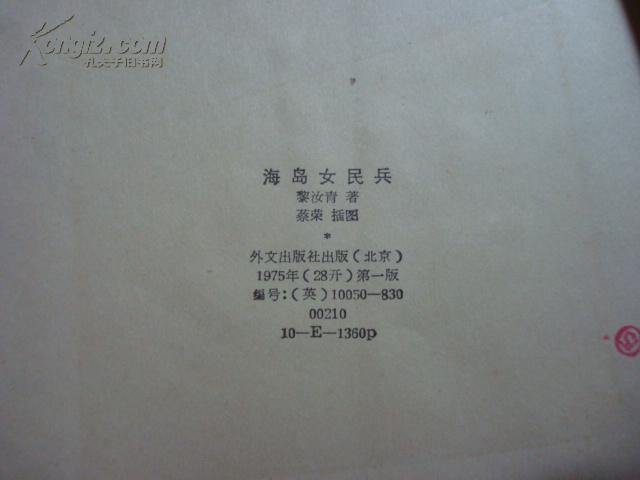 Kongfz.com
孔夫子旧书网
海岛女民兵
黎汝青 著
蔡荣 插图
*
外文出版社出版（北京）
1975年（28开）第一版
编号：（英）10050—830
00210
10—E—1360p